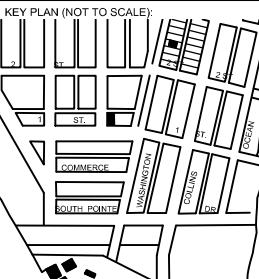 KEY PLAN (NOT TO SCALE):
2 ST.
2 S
2 ST
1 ST.
1 ST.
OCEAN
COMMERCE
WASHINGTON
COLLINS
SOUTH POINTE DR.